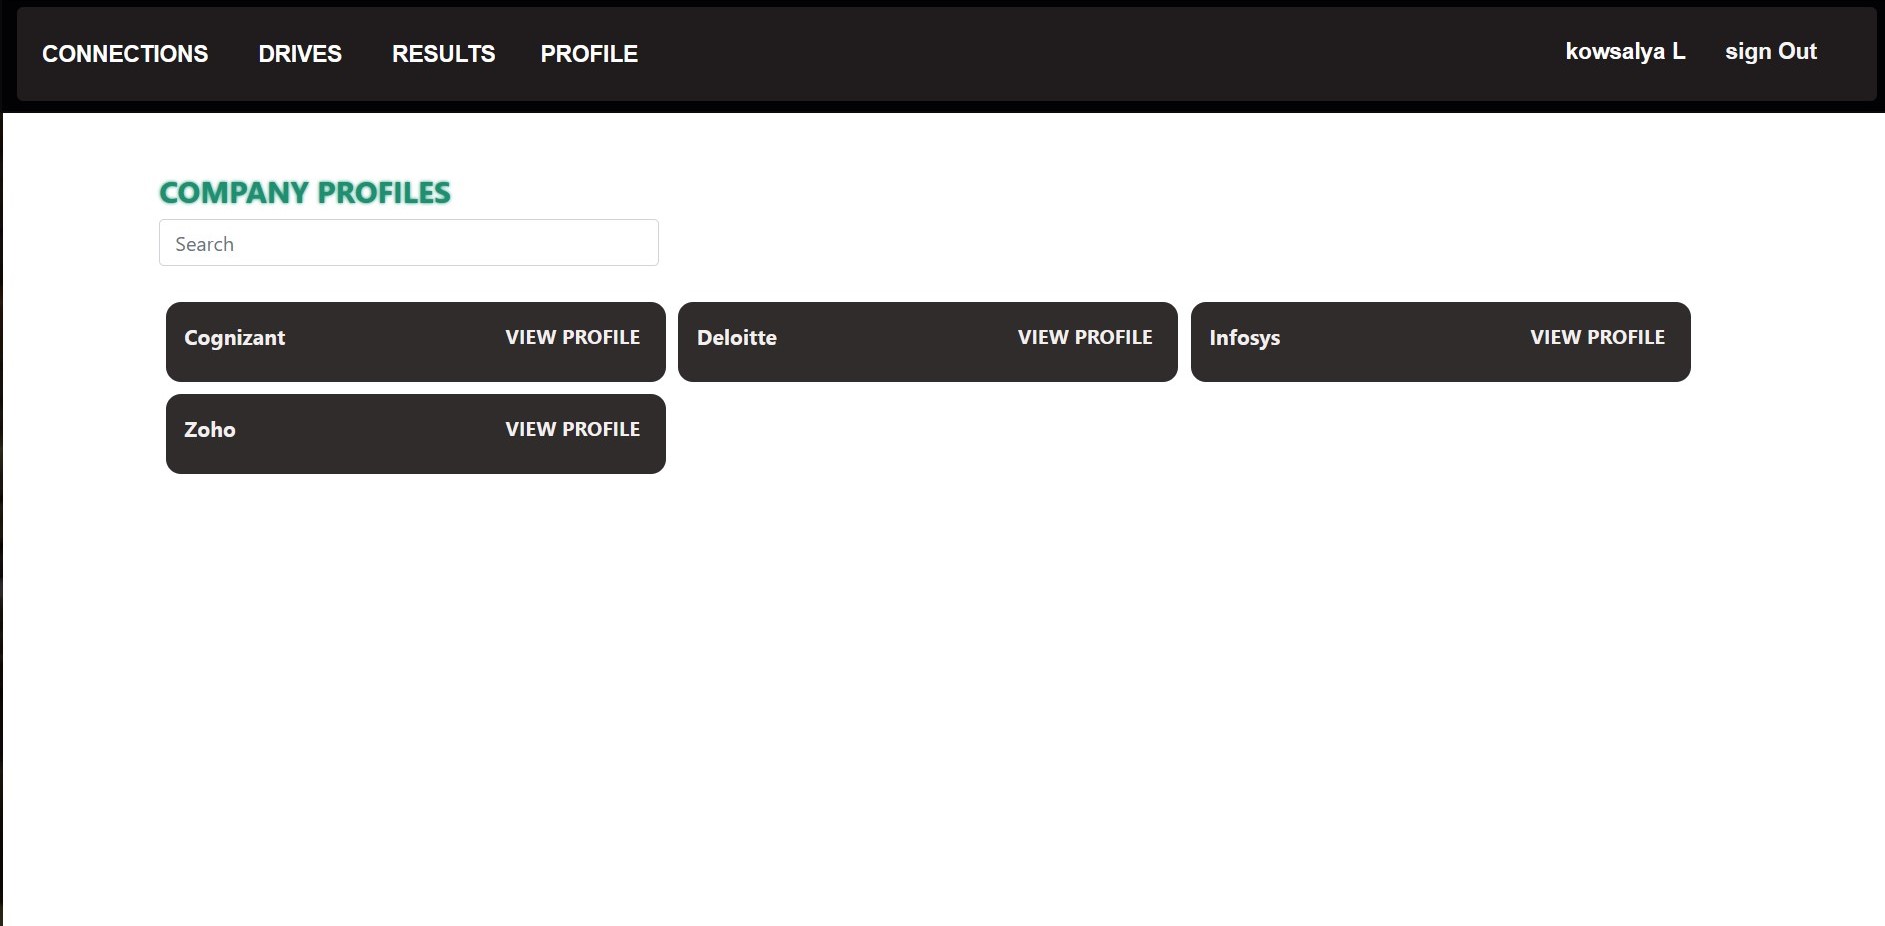 CONNECTIONS DRIVES RESULTS PROFILE kowsalya L sign Out
COMPANY PROFILES
Search
Cognizant VIEW PROFILE Deloitte VIEW PROFILE Infosys VIEW PROFILE
Zoho VIEW PROFILE